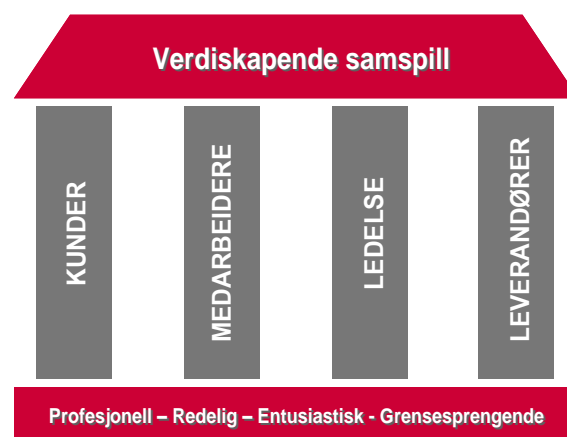 Verdiskapende samspill
KUNDER
MEDARBEIDERE
LEDELSE
LEVERANDØRER
Profesjonell – Redelig – Entusiastisk - Grensesprengende